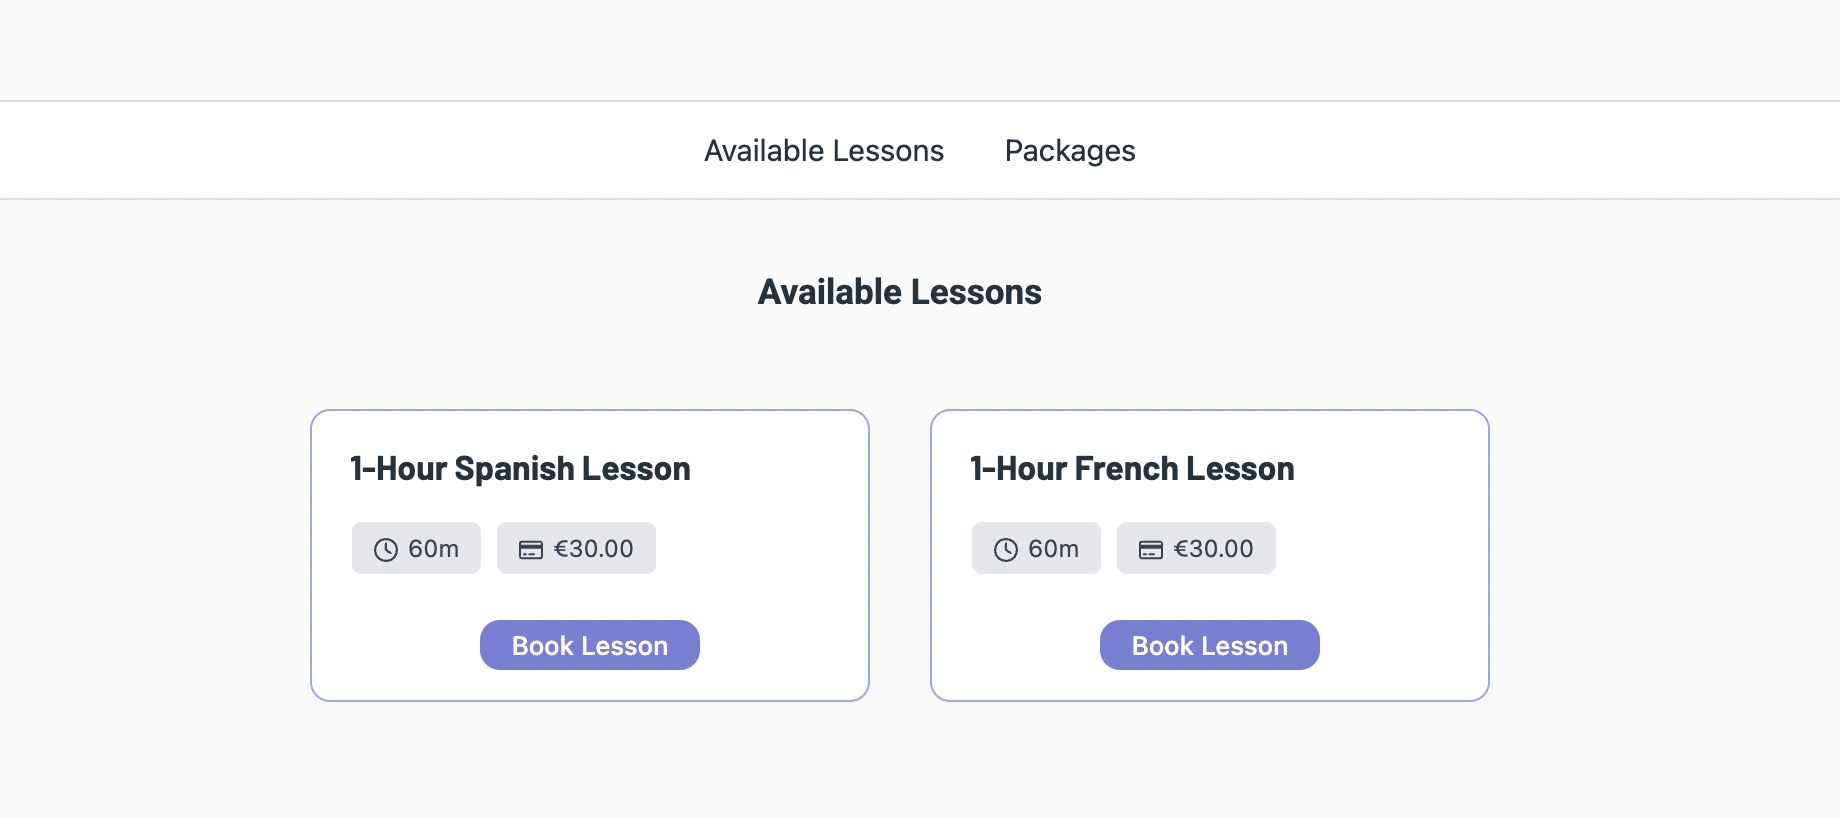 Available Lessons Packages
Available Lessons
1-Hour Spanish Lesson
60m €30.00
Book Lesson
1-Hour French Lesson
60m €30.00
Book Lesson